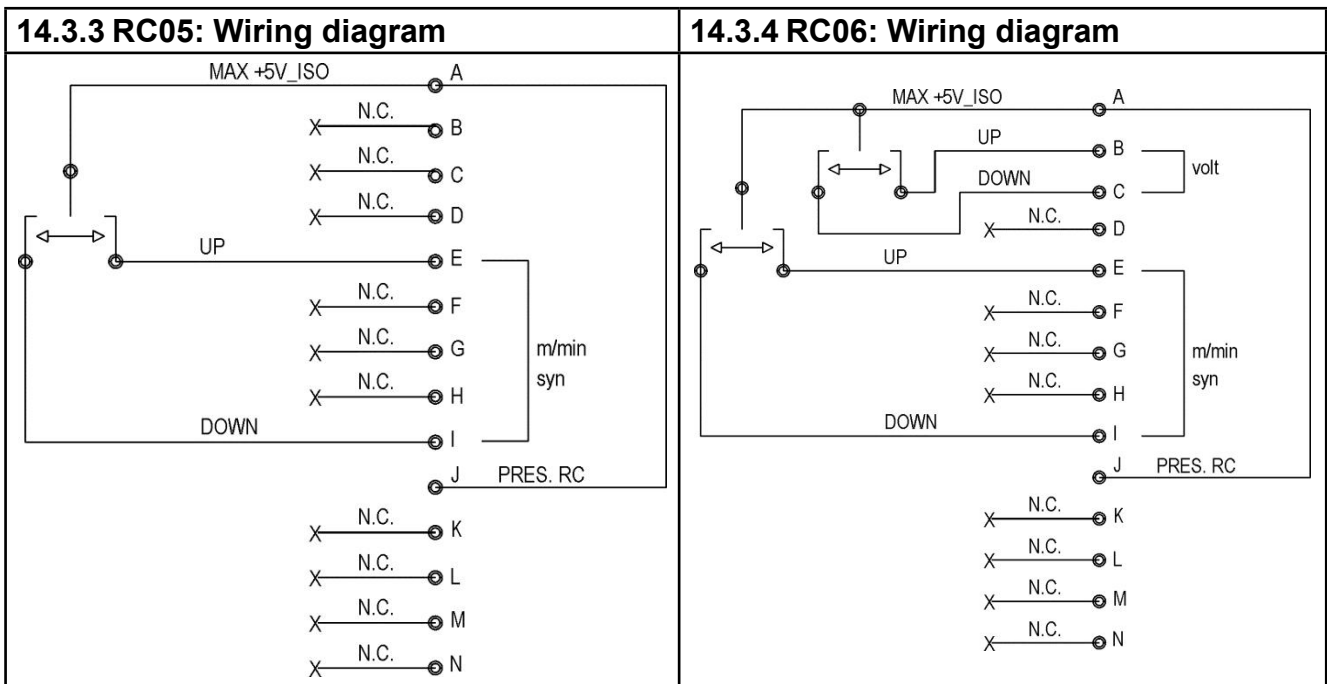 14.3.3 RC05: Wiring diagram
MAX +5V_ISO
A
N.C.
B
N.C.
C
N.C.
D
UP
E
N.C.
F
N.C.
G
m/min
syn
N.C.
H
DOWN
I
J
PRES. RC
N.C.
K
N.C.
L
N.C.
M
N.C.
N
14.3.4 RC06: Wiring diagram
MAX +5V_ISO
A
UP
B
volt
DOWN
C
N.C.
D
UP
E
N.C.
F
N.C.
G
m/min
syn
N.C.
H
DOWN
I
J
PRES. RC
N.C.
K
N.C.
L
N.C.
M
N.C.
N